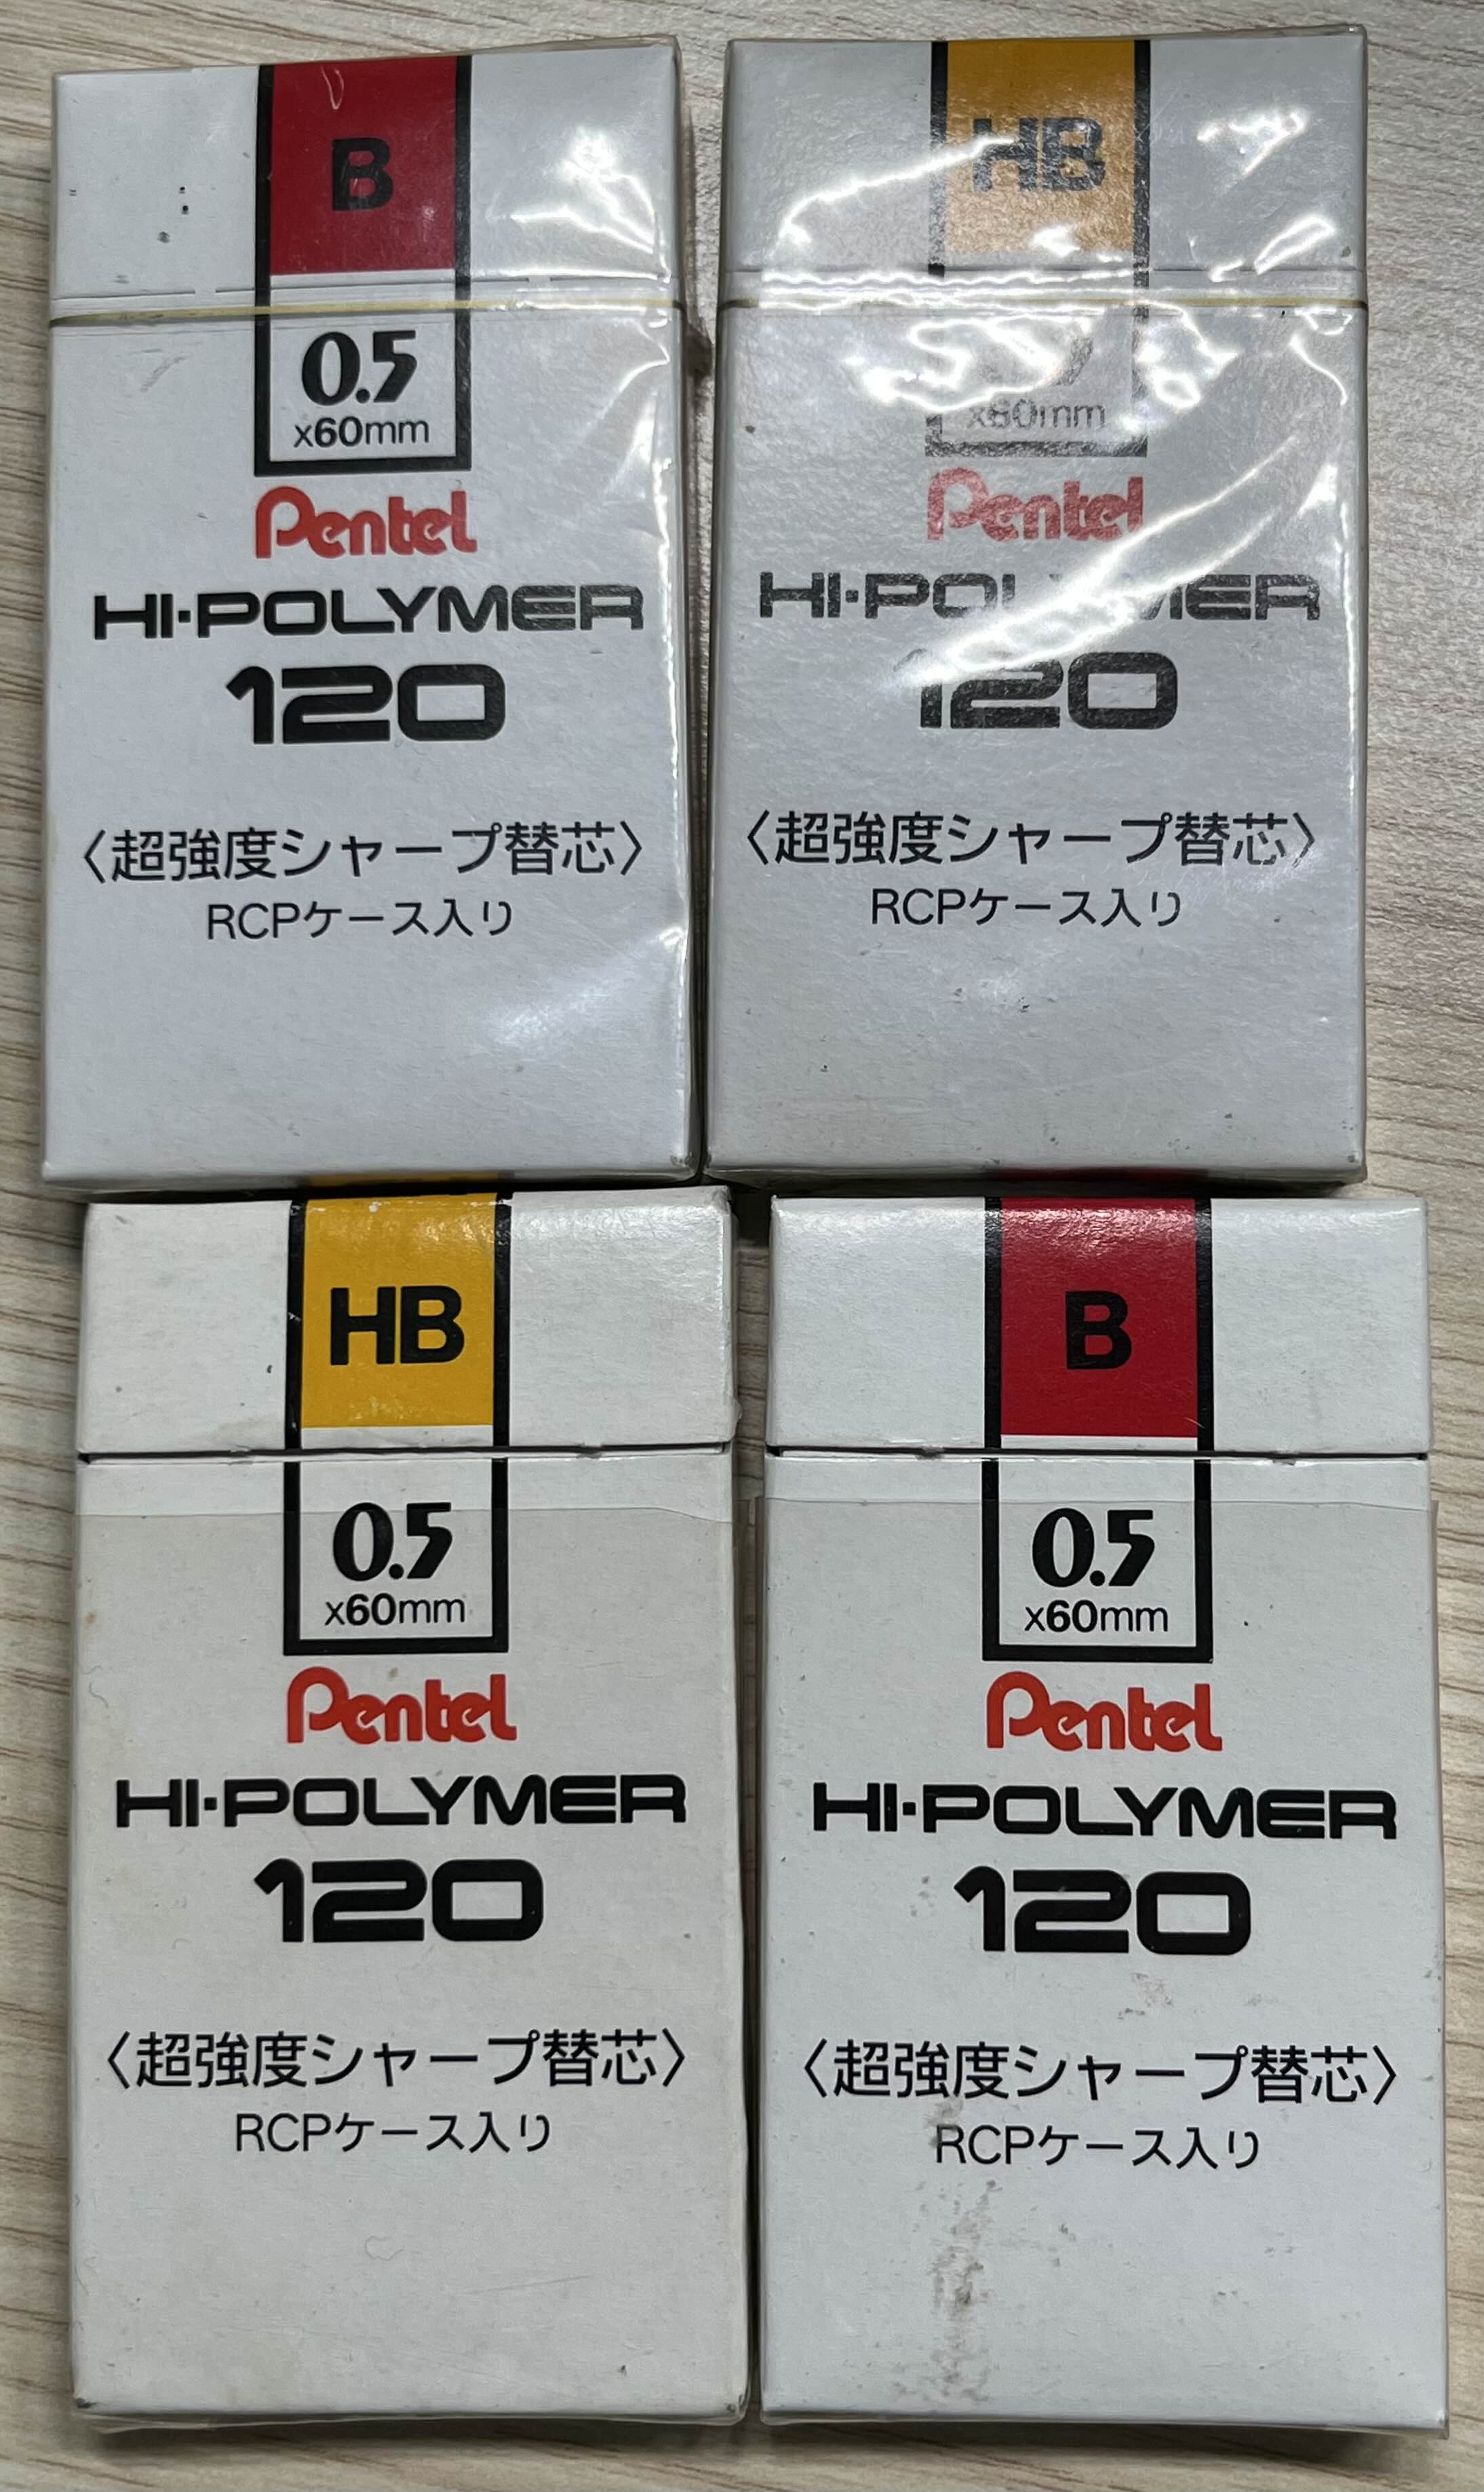 B
0.5
x60mm
Pentel
HI-POLYMER
120
〈超強度シャープ替芯〉
RCPケース入り
HB
x60mm
Pentel
HI-POLYMER
120
〈超強度シャープ替芯〉
RCPケース入り
HB
0.5
x60mm
Pentel
HI-POLYMER
120
〈超強度シャープ替芯〉
RCPケース入り
B
0.5
x60mm
Pentel
HI-POLYMER
120
〈超強度シャープ替芯〉
RCPケース入り